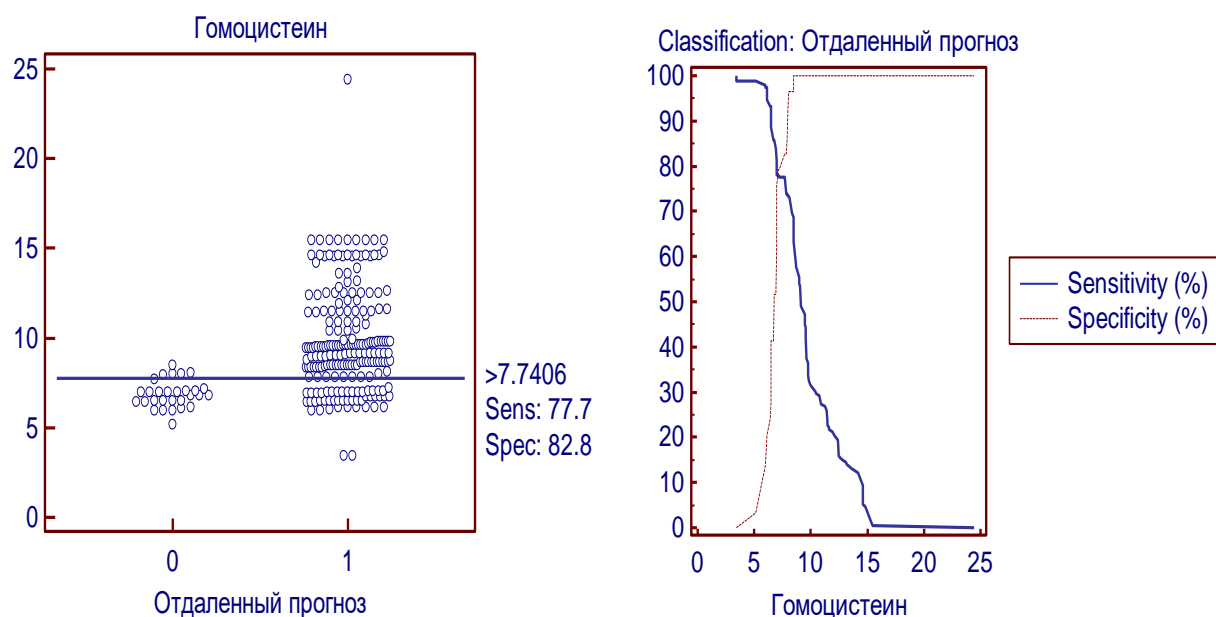 Гомоцистеин
25
20
15
10
5
0
0 1
Отдаленный прогноз
>7.7406
Sens: 77.7
Spec: 82.8
Classification: Отдаленный прогноз
100
90
80
70
60
50
40
30
20
10
0
0 5 10 15 20 25
Гомоцистеин
Sensitivity (%)
Specificity (%)